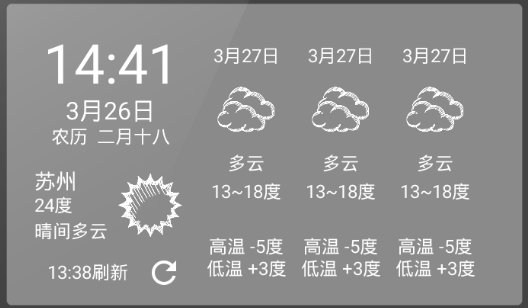 14:41
3月26日
农历 二月十八
苏州
24度
晴间多云
13:38刷新
3月27日
多云
13~18度
高温 -5度
低温 +3度
3月27日
多云
13~18度
高温 -5度
低温 +3度
3月27日
多云
13~18度
高温 -5度
低温 +3度